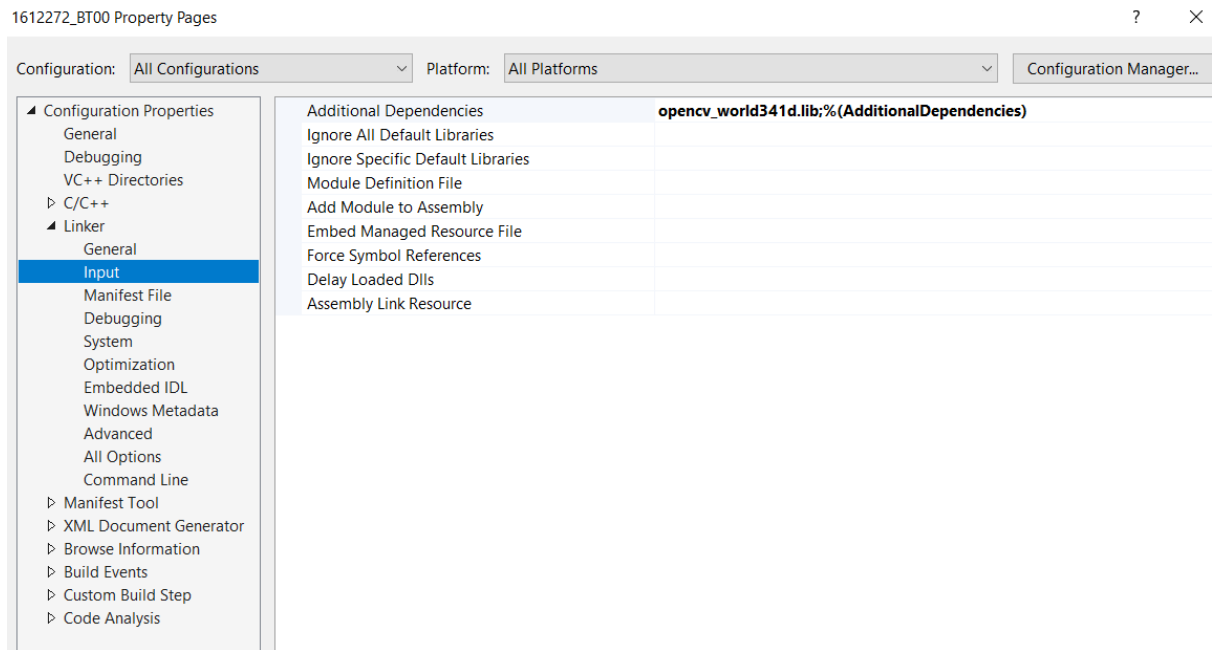 1612272_BT00 Property Pages
? ×
Configuration: All Configurations Platform: All Platforms Configuration Manager...
Configuration Properties
General
Debugging
VC++ Directories
C/C++
Linker
General
Input
Manifest File
Debugging
System
Optimization
Embedded IDL
Windows Metadata
Advanced
All Options
Command Line
Manifest Tool
XML Document Generator
Browse Information
Build Events
Custom Build Step
Code Analysis
Additional Dependencies opencv_world341d.lib;%(AdditionalDependencies)
Ignore All Default Libraries
Ignore Specific Default Libraries
Module Definition File
Add Module to Assembly
Embed Managed Resource File
Force Symbol References
Delay Loaded Dlls
Assembly Link Resource